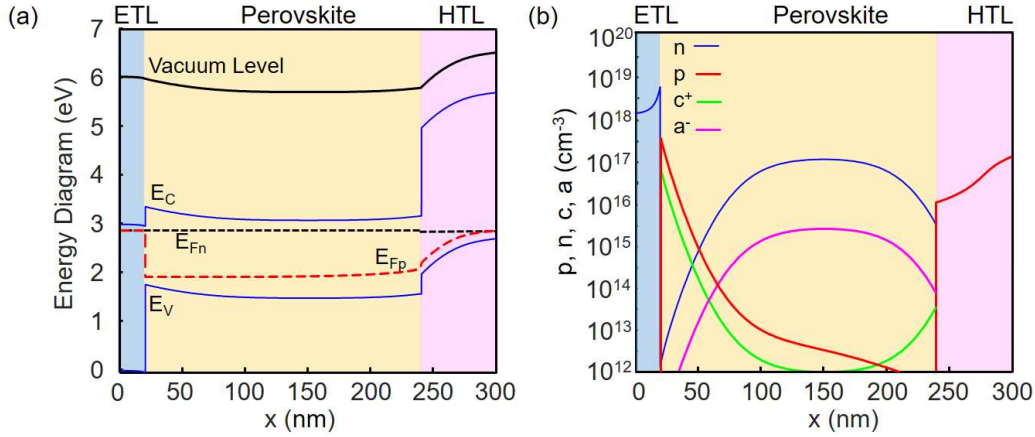 (a)
ETL Perovskite HTL
7
6
5
4
3
2
1
0
Energy Diagram (eV)
Vacuum Level
E_C
E_Fn
E_Fp
E_V
0 50 100 150 200 250 300
x (nm)
(b)
ETL Perovskite HTL
10^20
10^19
10^18
10^17
10^16
10^15
10^14
10^13
10^12
p, n, c, a (cm^-3)
n
p
c^+
a^-
0 50 100 150 200 250 300
x (nm)